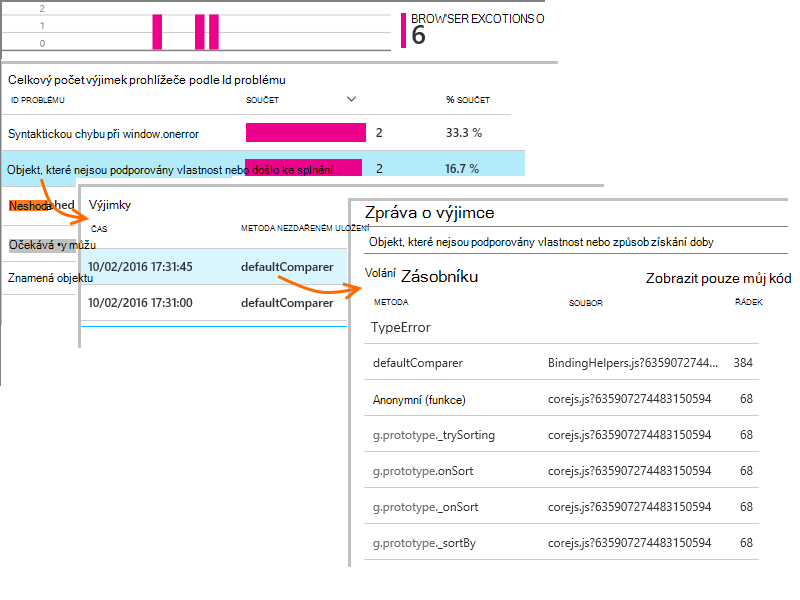 2
1
0
BROWSER EXCOTIONS O
6
Celkový počet výjimek prohlížeče podle Id problému
ID PROBLÉMU SOUČET % SOUČET
Syntaktickou chybu při window.onerror 2 33.3 %
Objekt, které nejsou podporovány vlastnost nebo došlo ke splnění... 2 16.7 %
Neshoda hed
Očekává •y můžu
Znamená objektu
Výjimky
ČAS METODA NEZDAŘENÉM ULOŽENÍ
10/02/2016 17:31:45 defaultComparer
10/02/2016 17:31:00 defaultComparer
Zpráva o výjimce
Objekt, které nejsou podporovány vlastnost nebo způsob získání doby
Volání Zásobníku Zobrazit pouze můj kód
METODA SOUBOR ŘÁDEK
TypeError
defaultComparer BindingHelpers.js?6359072744... 384
Anonymní (funkce) corejs.js?635907274483150594 68
g.prototype._trySorting corejs.js?635907274483150594 68
g.prototype.onSort corejs.js?635907274483150594 68
g.prototype._onSort corejs.js?635907274483150594 68
g.prototype._sortBy corejs.js?635907274483150594 68